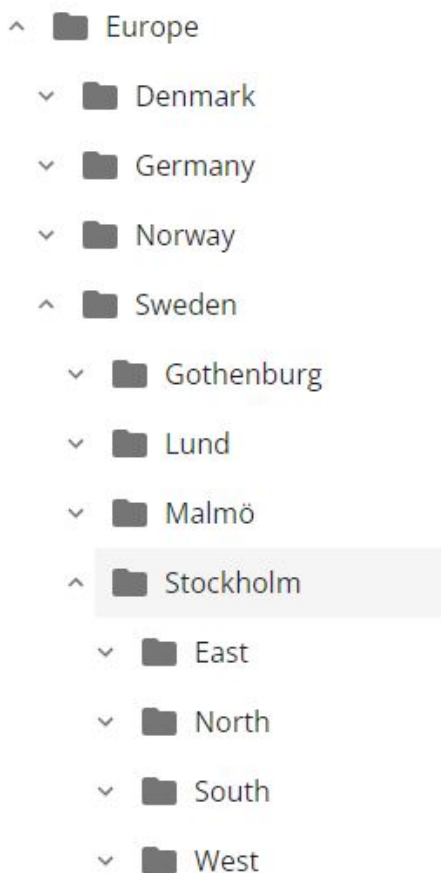 Europe
Denmark
Germany
Norway
Sweden
Gothenburg
Lund
Malmö
Stockholm
East
North
South
West